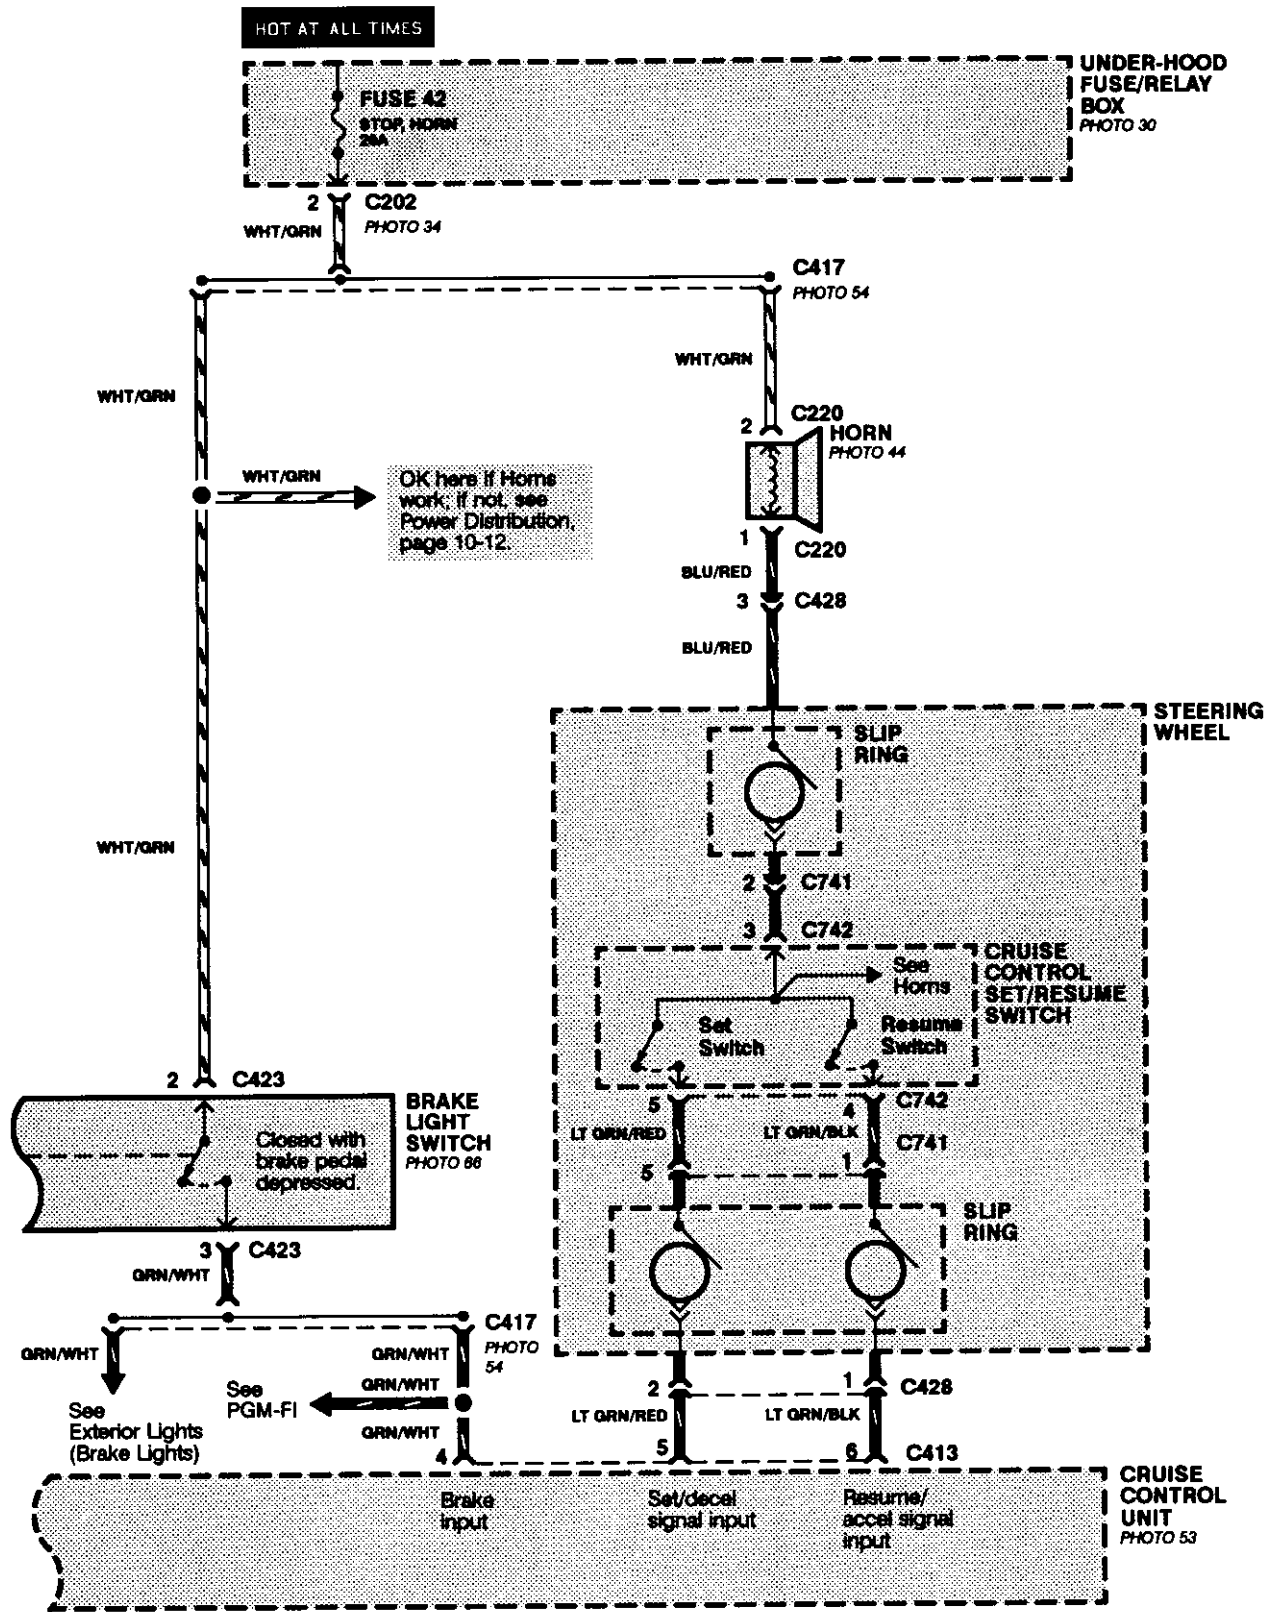 HOT AT ALL TIMES
UNDER-HOOD
FUSE/RELAY
BOX
PHOTO 30
FUSE 42
STOP, HORN
20A
2
C202
PHOTO 34
WHT/GRN
C417
PHOTO 54
WHT/GRN
WHT/GRN
C220
2
HORN
PHOTO 44
WHT/GRN
OK here if Horns
work; if not, see
Power Distribution,
page 10-12.
1
C220
BLU/RED
3
C428
BLU/RED
STEERING
WHEEL
SLIP
RING
WHT/GRN
2
C741
3
C742
CRUISE
CONTROL
SET/RESUME
SWITCH
See
Horns
Set
Switch
Resume
Switch
2
C423
BRAKE
LIGHT
SWITCH
PHOTO 66
Closed with
brake pedal
depressed.
5
4
C742
LT GRN/RED
LT GRN/BLK
C741
5
1
SLIP
RING
3
C423
GRN/WHT
C417
PHOTO
54
GRN/WHT
GRN/WHT
See
PGM-FI
GRN/WHT
See
Exterior Lights
(Brake Lights)
GRN/WHT
2
1
C428
LT GRN/RED
LT GRN/BLK
4
5
6
C413
CRUISE
CONTROL
UNIT
PHOTO 53
Brake
input
Set/decel
signal input
Resume/
accel signal
input